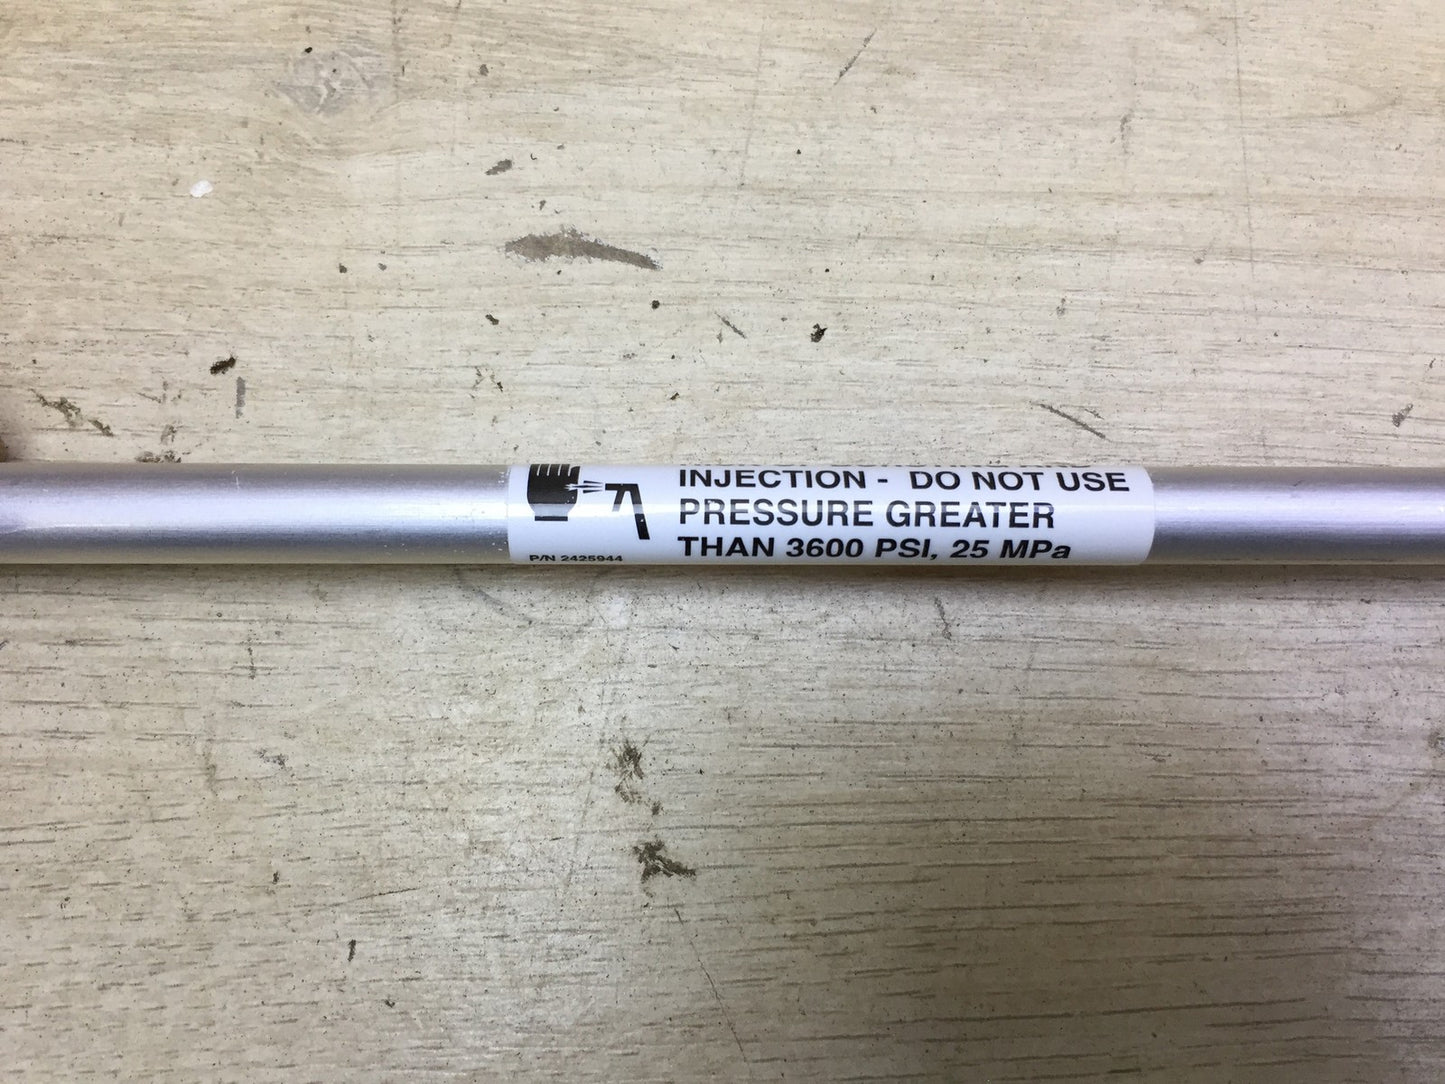 INJECTION - DO NOT USE
PRESSURE GREATER
THAN 3600 PSI, 25 MPa
P/N 2425944